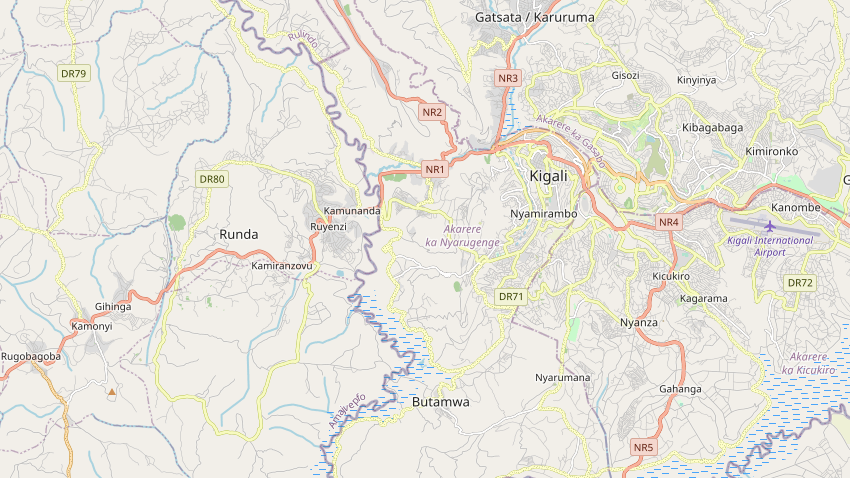 Gatsata / Karuruma
Rulindo
DR79
NR3
Gisozi
Kinyinya
NR2
Akarere ka Gasabo
Kibagabaga
Kimironko
NR1
DR80
Kigali
G
Kanombe
Kamunanda
Nyamirambo
Ruyenzi
NR4
Runda
Akarere
ka Nyarugenge
Kigali International
Airport
Kamiranzovu
Kicukiro
DR72
DR71
Kagarama
Gihinga
Kamonyi
Nyanza
Rugobagoba
Akarere
ka Kicukiro
Nyarumana
Gahanga
Butamwa
Amajyepfo
NR5